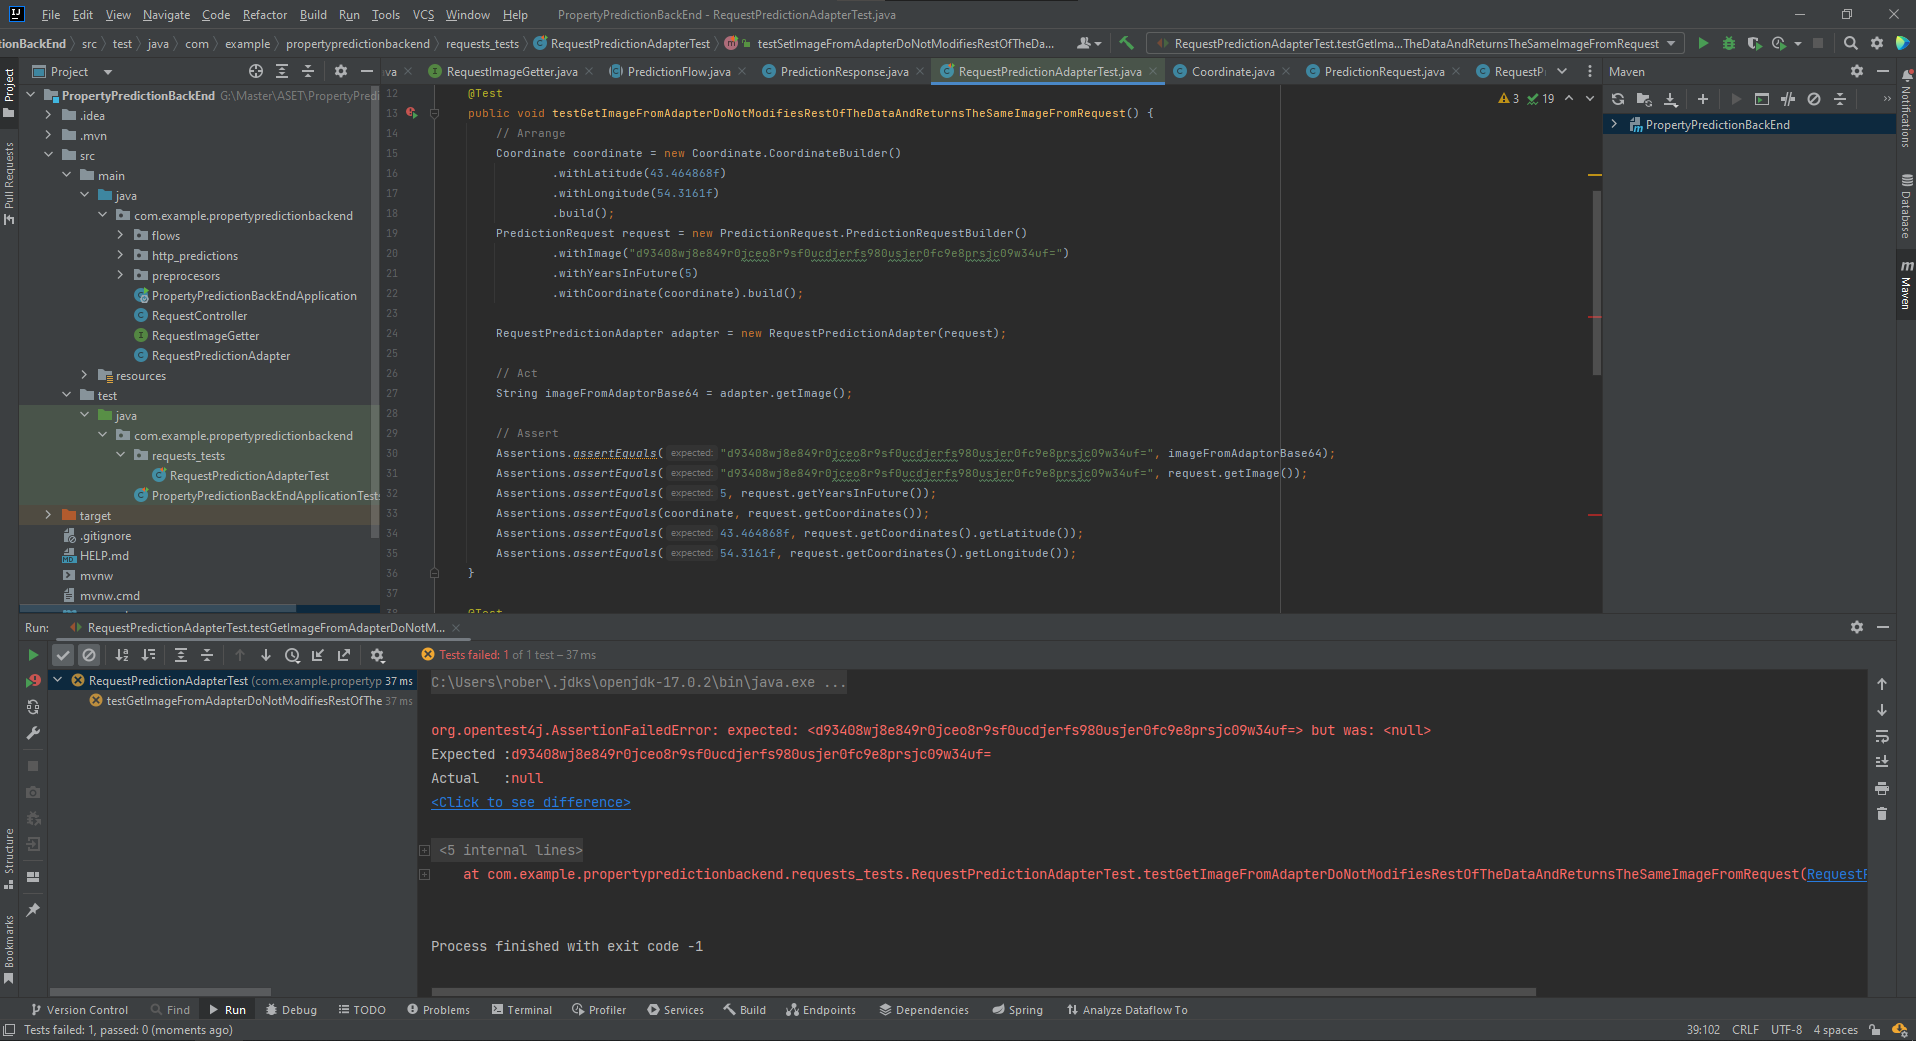 File Edit View Navigate Code Refactor Build Run Tools VCS Window Help PropertyPredictionBackEnd - RequestPredictionAdapterTest.java
tionBackEnd src test java com example propertypredictionbackend requests_tests RequestPredictionAdapterTest testSetImageFromAdapterDoNotModifiesRestOfTheDa... RequestPredictionAdapterTest.testGetIma...TheDataAndReturnsTheSameImageFromRequest
Project
va RequestImageGetter.java PredictionFlow.java PredictionResponse.java RequestPredictionAdapterTest.java Coordinate.java PredictionRequest.java RequestP
Maven
PropertyPredictionBackEnd G:\Master\ASET\PropertyPredi
.idea
.mvn
src
main
java
com.example.propertypredictionbackend
flows
http_predictions
preprocesors
PropertyPredictionBackEndApplication
RequestController
RequestImageGetter
RequestPredictionAdapter
resources
test
java
com.example.propertypredictionbackend
requests_tests
RequestPredictionAdapterTest
PropertyPredictionBackEndApplicationTests
target
.gitignore
HELP.md
mvnw
mvnw.cmd
12 @Test
13 public void testGetImageFromAdapterDoNotModifiesRestOfTheDataAndReturnsTheSameImageFromRequest() {
14 // Arrange
15 Coordinate coordinate = new Coordinate.CoordinateBuilder()
16 .withLatitude(43.464868f)
17 .withLongitude(54.3161f)
18 .build();
19 PredictionRequest request = new PredictionRequest.PredictionRequestBuilder()
20 .withImage("d93408wj8e849r0jceo8r9sf0ucdjerfs980usjer0fc9e8prsjc09w34uf=")
21 .withYearsInFuture(5)
22 .withCoordinate(coordinate).build();
23
24 RequestPredictionAdapter adapter = new RequestPredictionAdapter(request);
25
26 // Act
27 String imageFromAdaptorBase64 = adapter.getImage();
28
29 // Assert
30 Assertions.assertEquals( expected: "d93408wj8e849r0jceo8r9sf0ucdjerfs980usjer0fc9e8prsjc09w34uf=", imageFromAdaptorBase64);
31 Assertions.assertEquals( expected: "d93408wj8e849r0jceo8r9sf0ucdjerfs980usjer0fc9e8prsjc09w34uf=", request.getImage());
32 Assertions.assertEquals( expected: 5, request.getYearsInFuture());
33 Assertions.assertEquals(coordinate, request.getCoordinates());
34 Assertions.assertEquals( expected: 43.464868f, request.getCoordinates().getLatitude());
35 Assertions.assertEquals( expected: 54.3161f, request.getCoordinates().getLongitude());
36 }
37
38 @Test
3 19
PropertyPredictionBackEnd
Project
Pull Requests
Structure
Bookmarks
Notifications
Database
Maven
Run: RequestPredictionAdapterTest.testGetImageFromAdapterDoNotM...
Tests failed: 1 of 1 test – 37 ms
RequestPredictionAdapterTest (com.example.propertyp 37 ms
testGetImageFromAdapterDoNotModifiesRestOfThe 37 ms
C:\Users\rober\.jdks\openjdk-17.0.2\bin\java.exe ...
org.opentest4j.AssertionFailedError: expected: <d93408wj8e849r0jceo8r9sf0ucdjerfs980usjer0fc9e8prsjc09w34uf=> but was: <null>
Expected :d93408wj8e849r0jceo8r9sf0ucdjerfs980usjer0fc9e8prsjc09w34uf=
Actual :null
<Click to see difference>
<5 internal lines>
at com.example.propertypredictionbackend.requests_tests.RequestPredictionAdapterTest.testGetImageFromAdapterDoNotModifiesRestOfTheDataAndReturnsTheSameImageFromRequest(RequestP
Process finished with exit code -1
Version Control Find Run Debug TODO Problems Terminal Profiler Services Build Endpoints Dependencies Spring Analyze Dataflow To
Tests failed: 1, passed: 0 (moments ago) 39:102 CRLF UTF-8 4 spaces